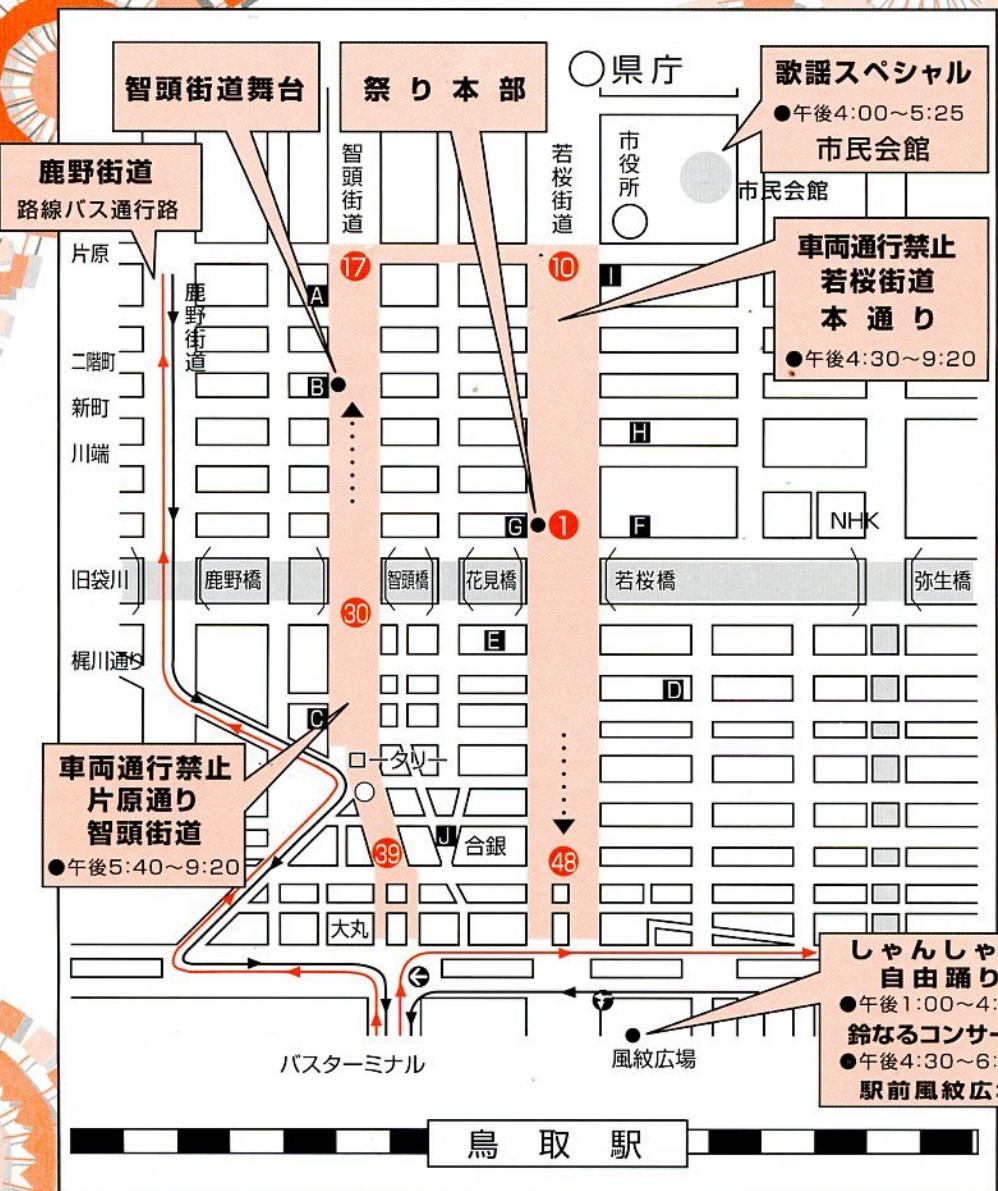 智頭街道舞台
祭り本部
県庁
歌謡スペシャル
●午後4:00～5:25
市民会館
鹿野街道
路線バス通行路
智頭街道
若桜街道
市役所
市民会館
車両通行禁止
若桜街道
本通り
●午後4:30～9:20
片原
17
10
I
A
鹿野街道
二階町
B
新町
H
川端
G
1
F
NHK
旧袋川
鹿野橋
智頭橋
花見橋
若桜橋
弥生橋
30
E
梶川通り
D
C
車両通行禁止
片原通り
智頭街道
●午後5:40～9:20
ロータリー
J
合銀
39
48
大丸
しゃんしゃ
自由踊り
●午後1:00～4:
鈴なるコンサー
●午後4:30～6:
駅前風紋広
バスターミナル
風紋広場
鳥取駅